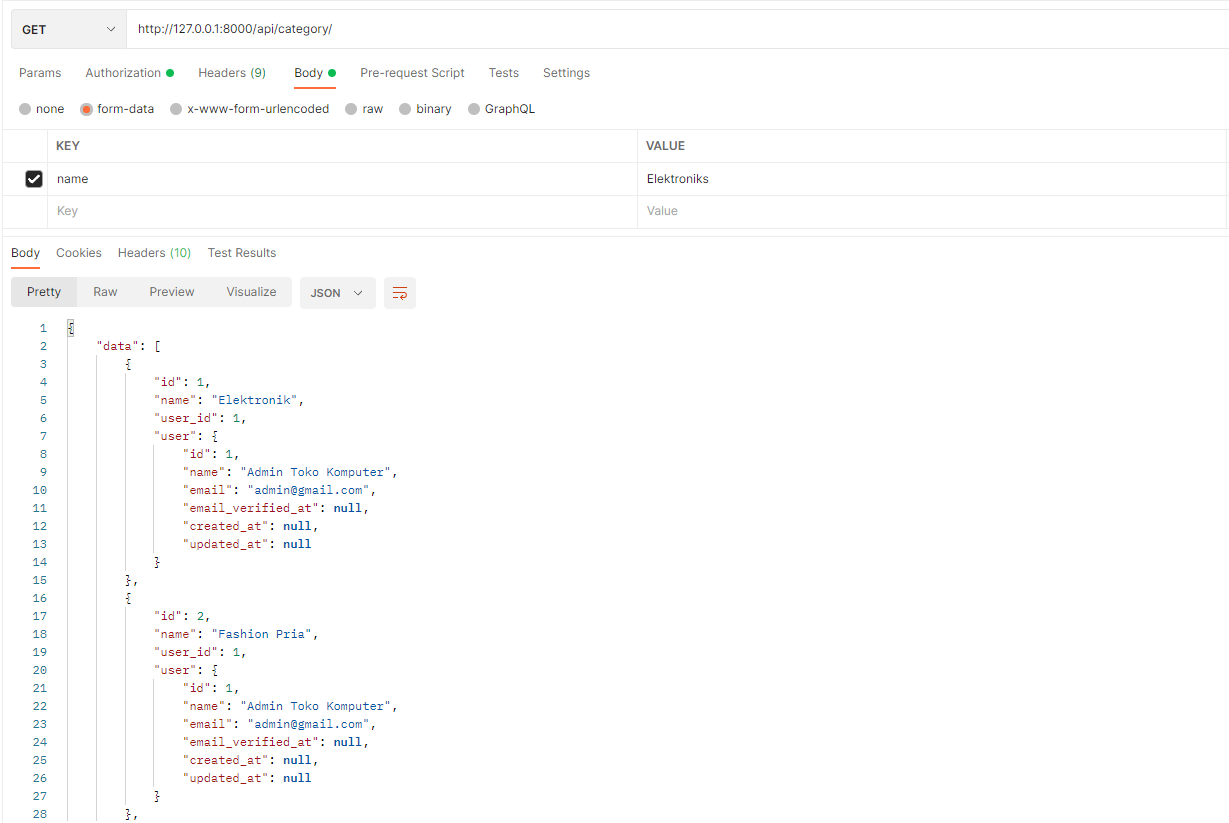 GET http://127.0.0.1:8000/api/category/
Params Authorization Headers (9) Body Pre-request Script Tests Settings
none form-data x-www-form-urlencoded raw binary GraphQL
KEY VALUE
name Elektroniks
Key Value
Body Cookies Headers (10) Test Results
Pretty Raw Preview Visualize JSON
1 {
2 "data": [
3 {
4 "id": 1,
5 "name": "Elektronik",
6 "user_id": 1,
7 "user": {
8 "id": 1,
9 "name": "Admin Toko Komputer",
10 "email": "admin@gmail.com",
11 "email_verified_at": null,
12 "created_at": null,
13 "updated_at": null
14 }
15 },
16 {
17 "id": 2,
18 "name": "Fashion Pria",
19 "user_id": 1,
20 "user": {
21 "id": 1,
22 "name": "Admin Toko Komputer",
23 "email": "admin@gmail.com",
24 "email_verified_at": null,
25 "created_at": null,
26 "updated_at": null
27 }
28 },